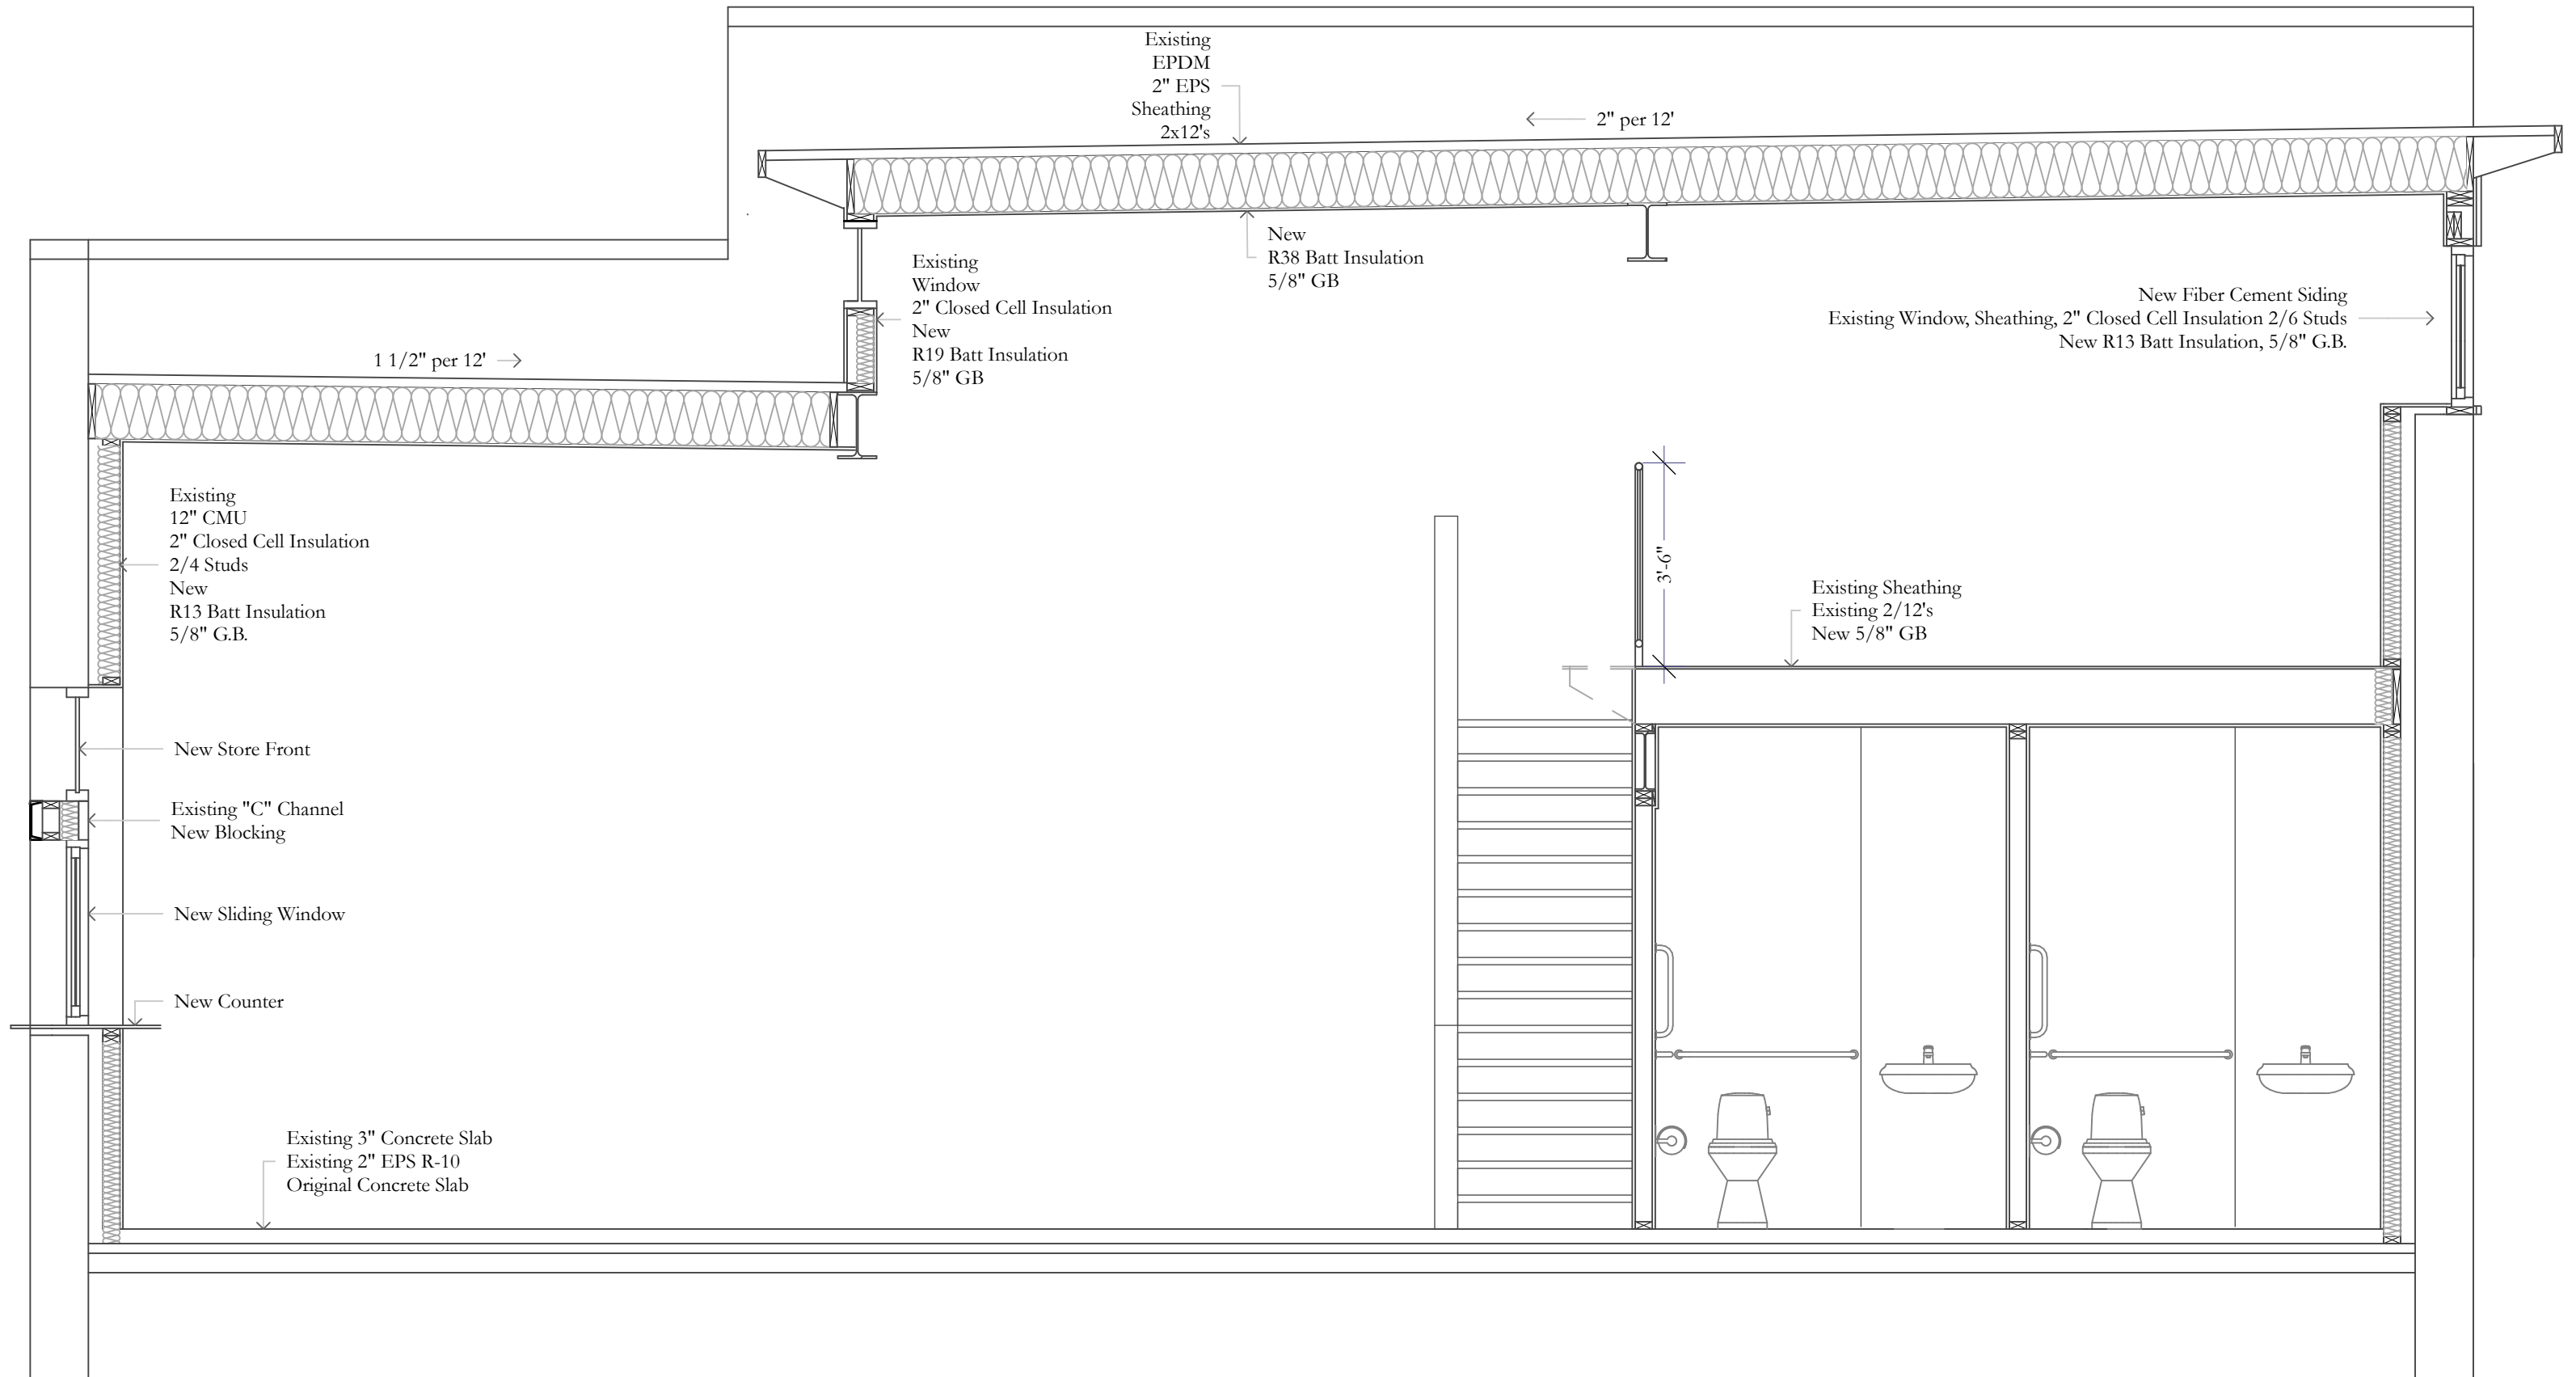 Existing
EPDM
2" EPS
Sheathing
2x12's
2" per 12'
New
R38 Batt Insulation
5/8" GB
Existing
Window
2" Closed Cell Insulation
New
R19 Batt Insulation
5/8" GB
New Fiber Cement Siding
Existing Window, Sheathing, 2" Closed Cell Insulation 2/6 Studs
New R13 Batt Insulation, 5/8" G.B.
1 1/2" per 12'
Existing
12" CMU
2" Closed Cell Insulation
2/4 Studs
New
R13 Batt Insulation
5/8" G.B.
3'-6"
Existing Sheathing
Existing 2/12's
New 5/8" GB
New Store Front
Existing "C" Channel
New Blocking
New Sliding Window
New Counter
Existing 3" Concrete Slab
Existing 2" EPS R-10
Original Concrete Slab